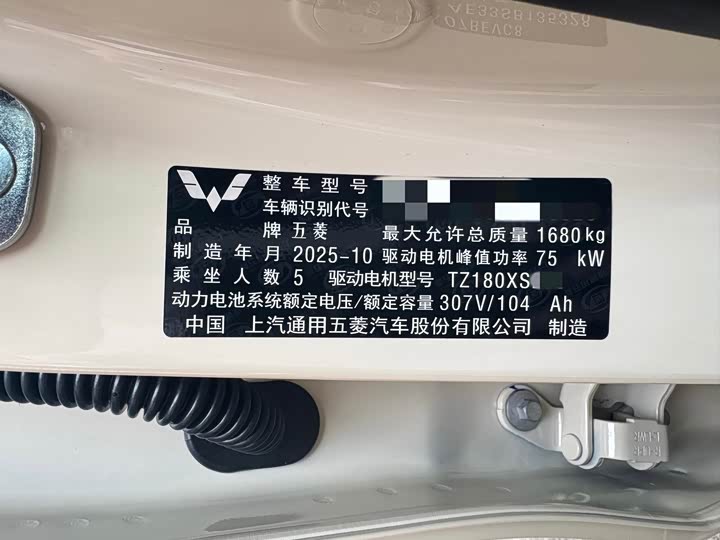 AE33SB135328
07BEVC8
整车型号
车辆识别代号
品牌 五菱 最大允许总质量 1680kg
制造年月 2025-10 驱动电机峰值功率 75 kW
乘坐人数 5 驱动电机型号 TZ180XS
动力电池系统额定电压/额定容量 307V/104 Ah
中国 上汽通用五菱汽车股份有限公司 制造